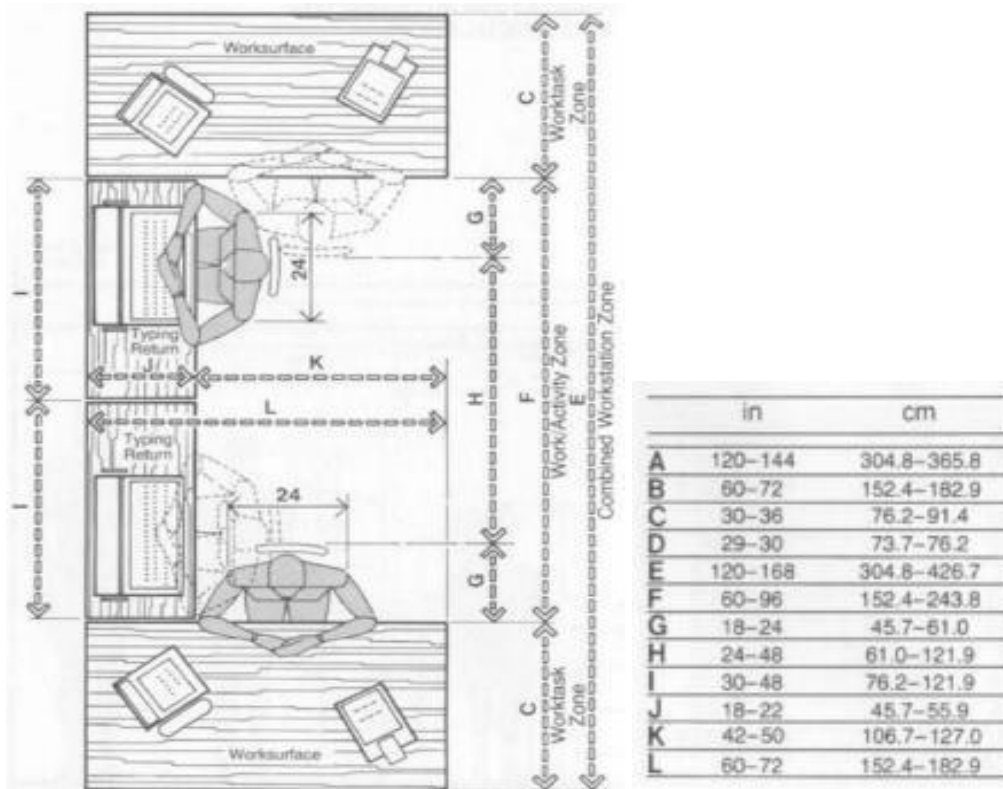 Worksurface
C
Worktask
Zone
G
24
I
Typing
Return
J
K
H
F
Work/Activity Zone
E
Combined Workstation Zone
L
Typing
Return
24
I
G
C
Worktask
Zone
Worksurface
in cm
A 120–144 304.8–365.8
B 60–72 152.4–182.9
C 30–36 76.2–91.4
D 29–30 73.7–76.2
E 120–168 304.8–426.7
F 60–96 152.4–243.8
G 18–24 45.7–61.0
H 24–48 61.0–121.9
I 30–48 76.2–121.9
J 18–22 45.7–55.9
K 42–50 106.7–127.0
L 60–72 152.4–182.9